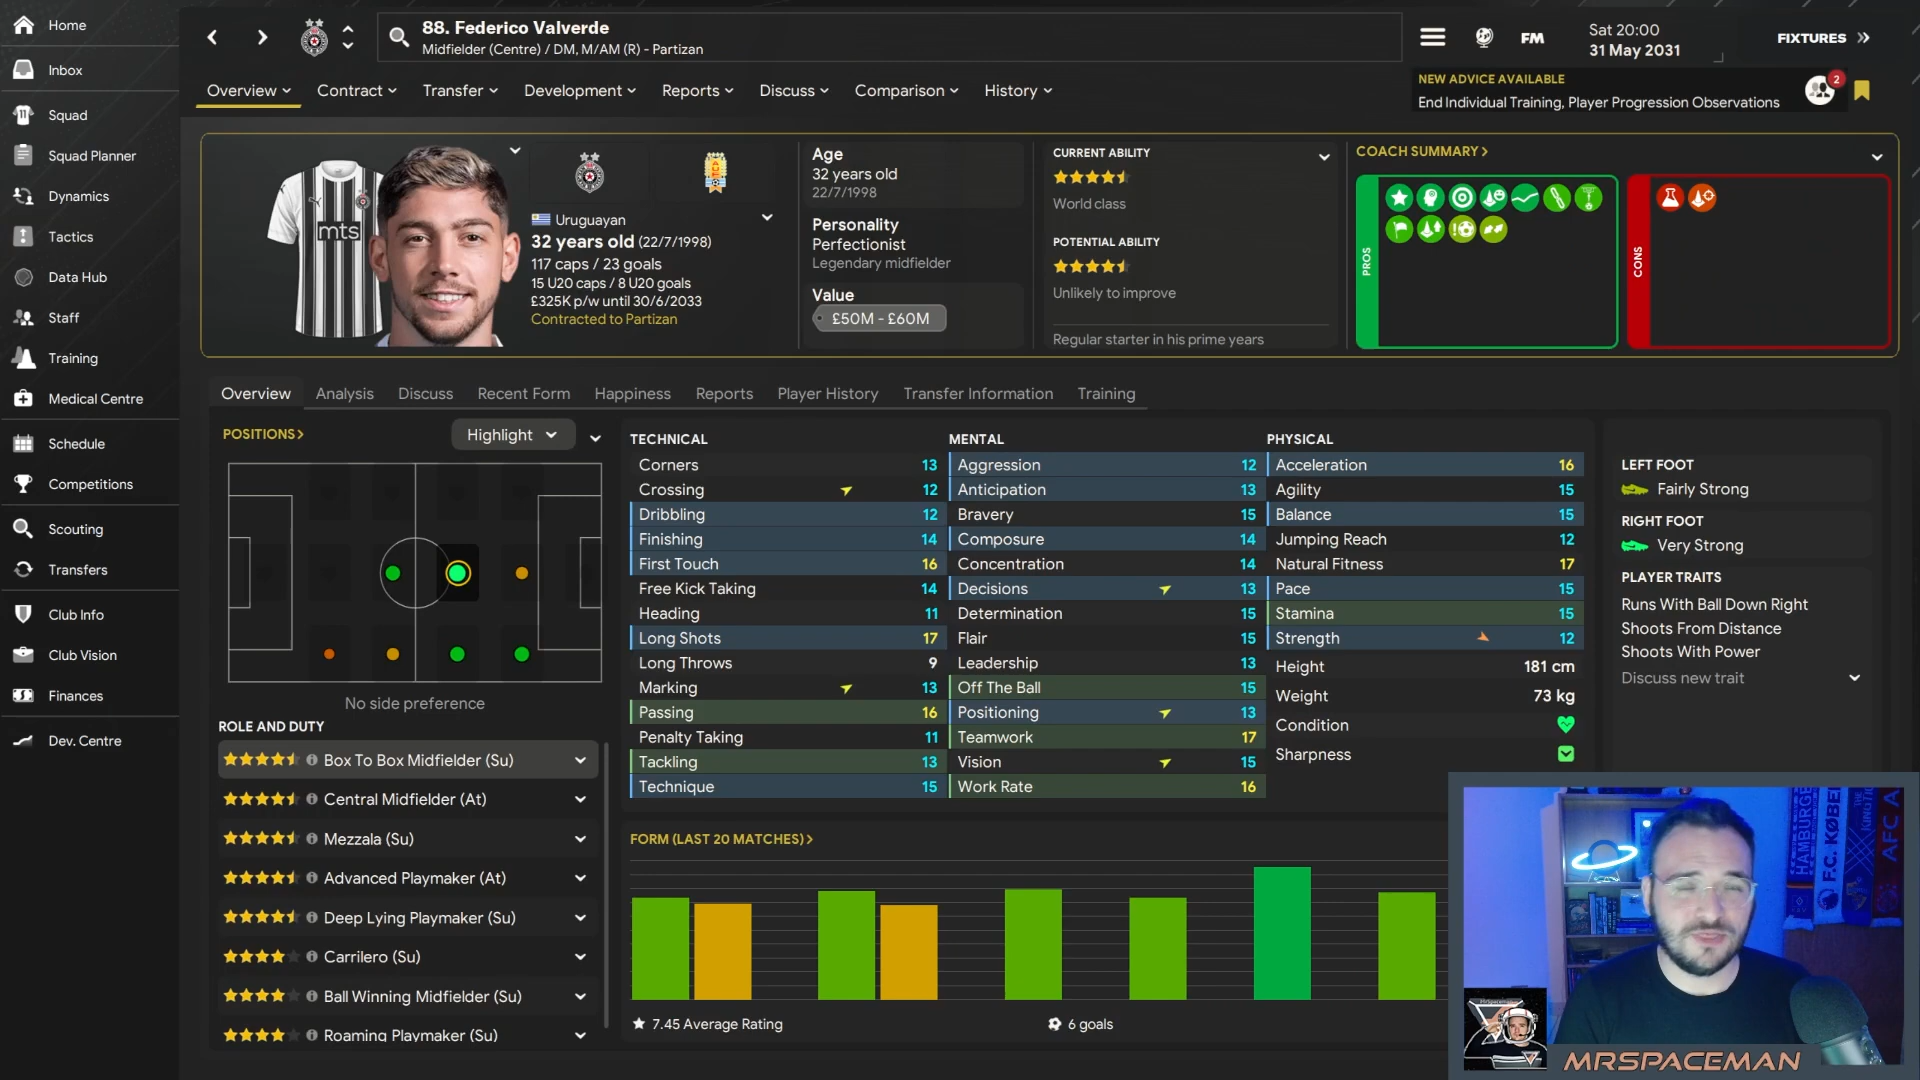 Home
Inbox
Squad
Squad Planner
Dynamics
Tactics
Data Hub
Staff
Training
Medical Centre
Schedule
Competitions
Scouting
Transfers
Club Info
Club Vision
Finances
Dev. Centre
88. Federico Valverde
Midfielder (Centre) / DM, M/AM (R) - Partizan
FM
Sat 20:00
31 May 2031
FIXTURES
Overview
Contract
Transfer
Development
Reports
Discuss
Comparison
History
NEW ADVICE AVAILABLE
End Individual Training, Player Progression Observations
2
mts
Uruguayan
32 years old (22/7/1998)
117 caps / 23 goals
15 U20 caps / 8 U20 goals
£325K p/w until 30/6/2033
Contracted to Partizan
Age
32 years old
22/7/1998
Personality
Perfectionist
Legendary midfielder
Value
£50M - £60M
CURRENT ABILITY
World class
POTENTIAL ABILITY
Unlikely to improve
Regular starter in his prime years
COACH SUMMARY
PROS
CONS
Overview
Analysis
Discuss
Recent Form
Happiness
Reports
Player History
Transfer Information
Training
POSITIONS
Highlight
No side preference
ROLE AND DUTY
Box To Box Midfielder (Su)
Central Midfielder (At)
Mezzala (Su)
Advanced Playmaker (At)
Deep Lying Playmaker (Su)
Carrilero (Su)
Ball Winning Midfielder (Su)
Roaming Playmaker (Su)
TECHNICAL
Corners 13
Crossing 12
Dribbling 12
Finishing 14
First Touch 16
Free Kick Taking 14
Heading 11
Long Shots 17
Long Throws 9
Marking 13
Passing 16
Penalty Taking 11
Tackling 13
Technique 15
MENTAL
Aggression 12
Anticipation 13
Bravery 15
Composure 14
Concentration 14
Decisions 13
Determination 15
Flair 15
Leadership 13
Off The Ball 15
Positioning 13
Teamwork 17
Vision 15
Work Rate 16
PHYSICAL
Acceleration 16
Agility 15
Balance 15
Jumping Reach 12
Natural Fitness 17
Pace 15
Stamina 15
Strength 12
Height 181 cm
Weight 73 kg
Condition
Sharpness
LEFT FOOT
Fairly Strong
RIGHT FOOT
Very Strong
PLAYER TRAITS
Runs With Ball Down Right
Shoots From Distance
Shoots With Power
Discuss new trait
FORM (LAST 20 MATCHES)
7.45 Average Rating
6 goals
HAMBURGER
F.C. KØBE
AFC A
MRSPACEMAN